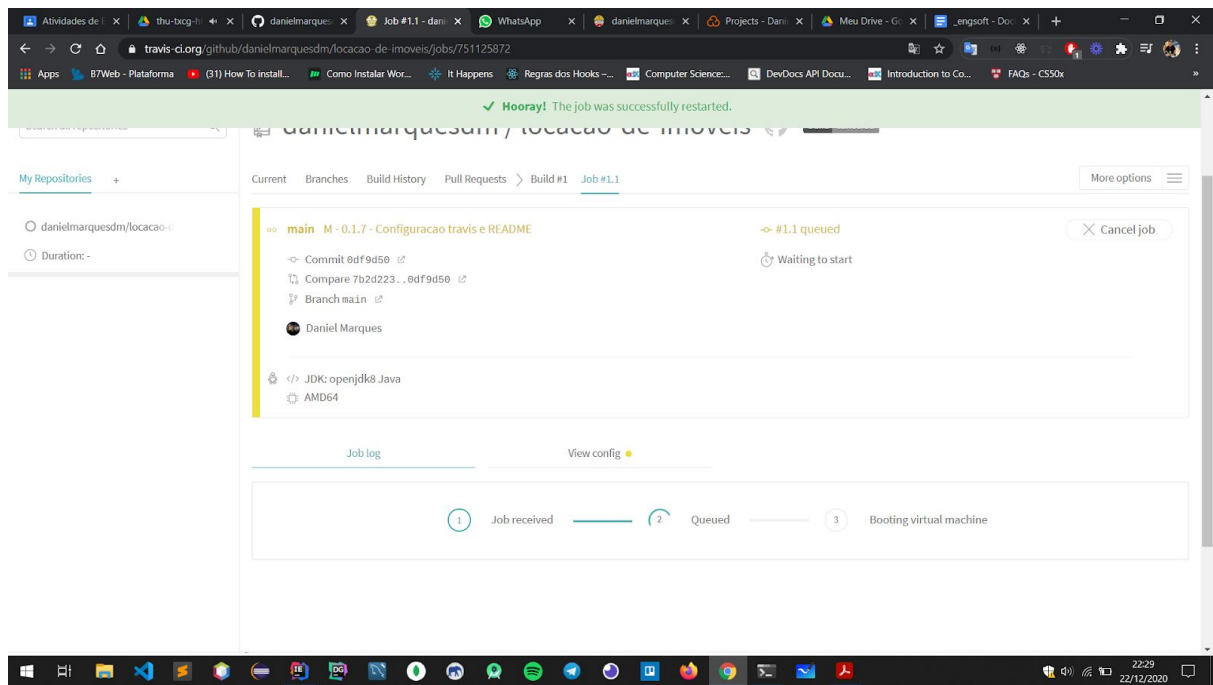 Atividades de E
thu-txcg-h
danielmarques
Job #1.1 - dani
WhatsApp
danielmarques
Projects - Dani
Meu Drive - Go
_engsoft - Doc
travis-ci.org/github/danielmarquesdm/locacao-de-imoveis/jobs/751125872
Apps
B7Web - Plataforma
(31) How To install...
Como Instalar Wor...
It Happens
Regras dos Hooks –...
Computer Science:...
DevDocs API Docu...
Introduction to Co...
FAQs - CS50x
»
Hooray! The job was successfully restarted.
danielmarquesdm / locacao-de-imoveis
My Repositories +
Current
Branches
Build History
Pull Requests
Build #1
Job #1.1
More options
danielmarquesdm/locacao-d
Duration: -
main M - 0.1.7 - Configuracao travis e README
#1.1 queued
Cancel job
Commit 0df9d50
Waiting to start
Compare 7b2d223..0df9d50
Branch main
Daniel Marques
</> JDK: openjdk8 Java
AMD64
Job log
View config
1 Job received
2 Queued
3 Booting virtual machine
22:29
22/12/2020